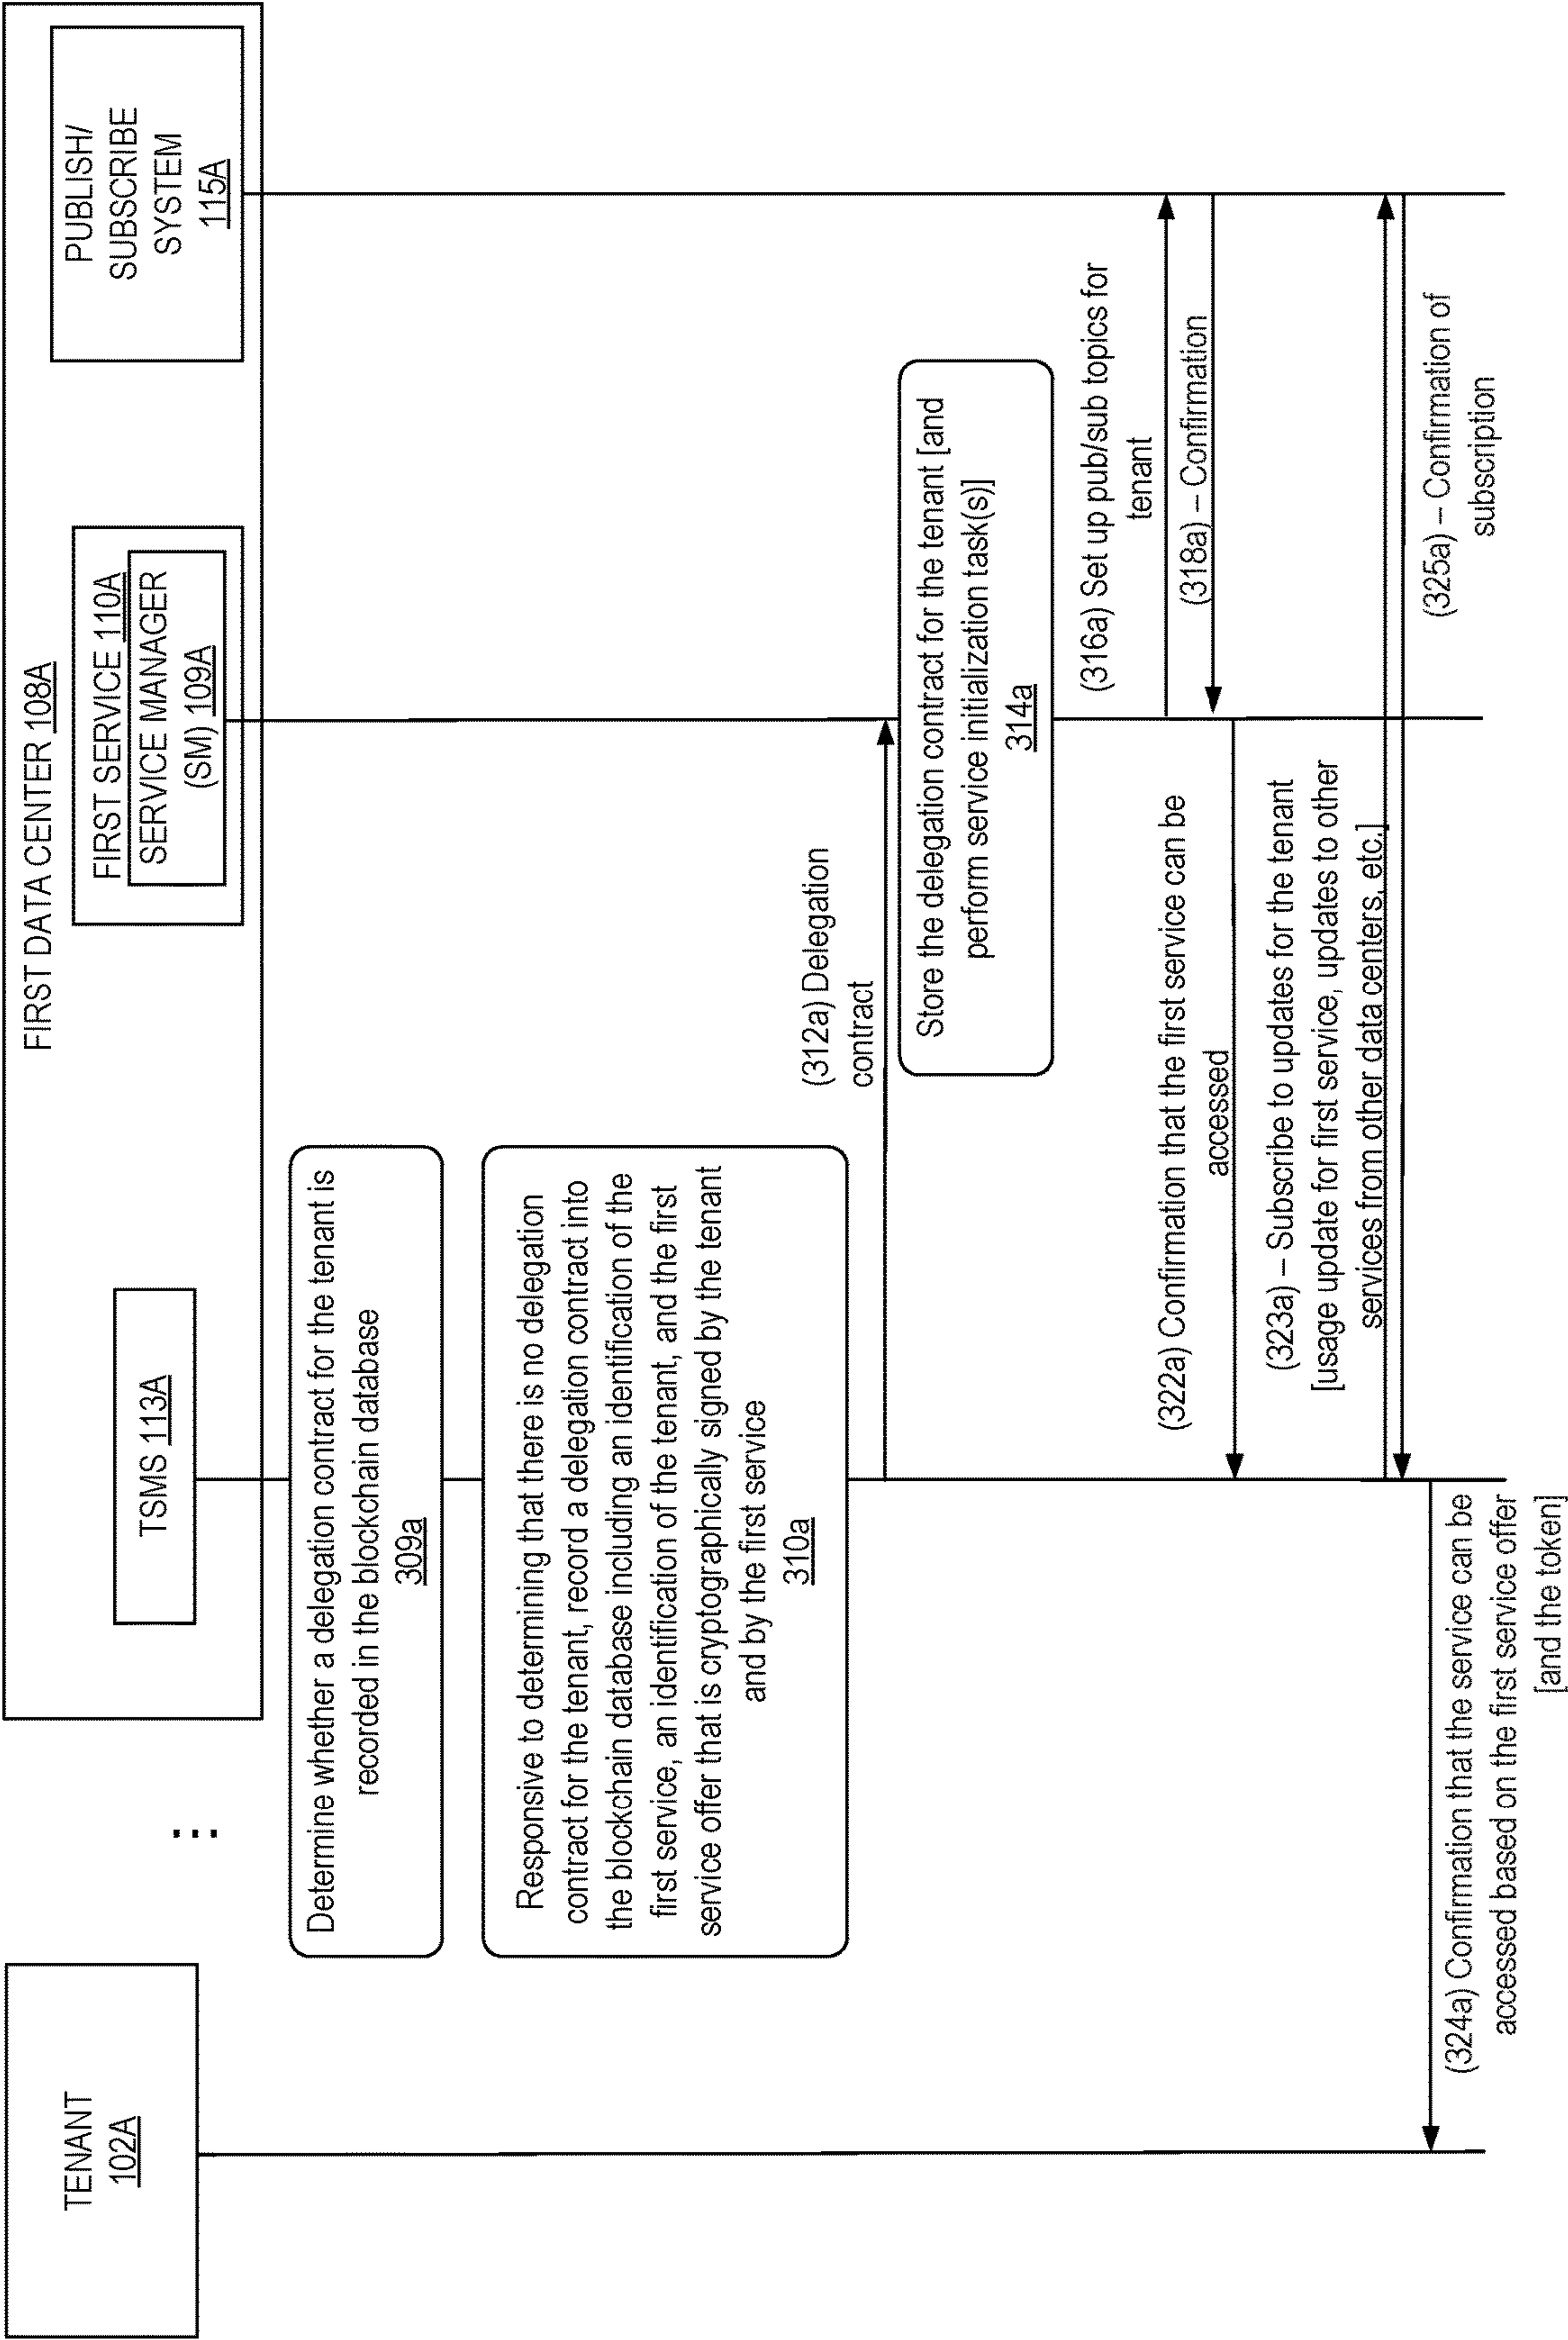 FIRST DATA CENTER 108A
TENANT
102A
...
TSMS 113A
FIRST SERVICE 110A
SERVICE MANAGER
(SM) 109A
PUBLISH/
SUBSCRIBE
SYSTEM
115A
Determine whether a delegation contract for the tenant is
recorded in the blockchain database
309a
Responsive to determining that there is no delegation
contract for the tenant, record a delegation contract into
the blockchain database including an identification of the
first service, an identification of the tenant, and the first
service offer that is cryptographically signed by the tenant
and by the first service
310a
(312a) Delegation
contract
Store the delegation contract for the tenant [and
perform service initialization task(s)]
314a
(316a) Set up pub/sub topics for
tenant
(318a) – Confirmation
(322a) Confirmation that the first service can be
accessed
(323a) – Subscribe to updates for the tenant
[usage update for first service, updates to other
services from other data centers, etc.]
(325a) – Confirmation of
subscription
(324a) Confirmation that the service can be
accessed based on the first service offer
[and the token]